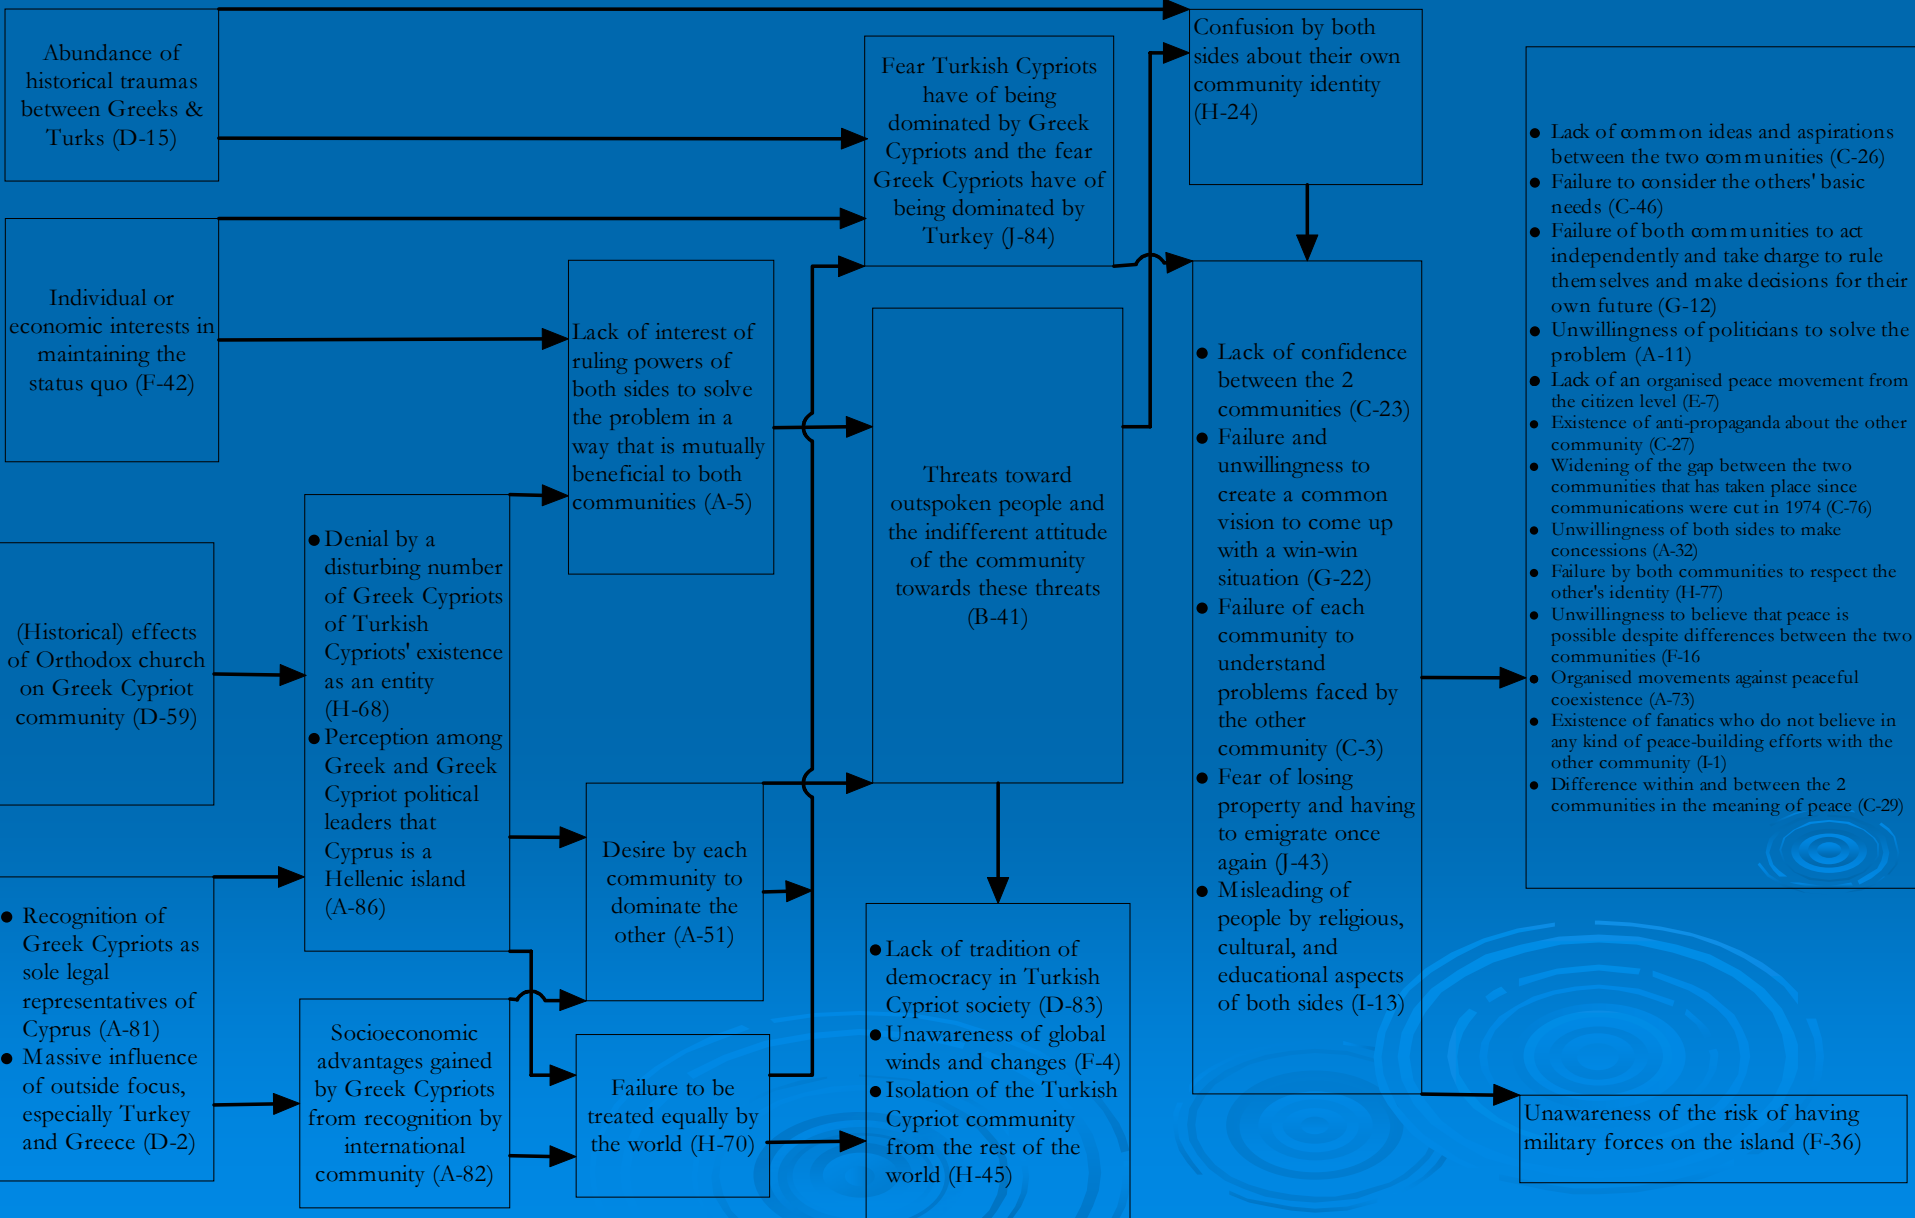 Abundance of
historical traumas
between Greeks &
Turks (D-15)
Individual or
economic interests in
maintaining the
status quo (F-42)
(Historical) effects
of Orthodox church
on Greek Cypriot
community (D-59)
● Recognition of
Greek Cypriots as
sole legal
representatives of
Cyprus (A-81)
● Massive influence
of outside focus,
especially Turkey
and Greece (D-2)
● Denial by a
disturbing number
of Greek Cypriots
of Turkish
Cypriots' existence
as an entity
(H-68)
● Perception among
Greek and Greek
Cypriot political
leaders that
Cyprus is a
Hellenic island
(A-86)
Socioeconomic
advantages gained
by Greek Cypriots
from recognition by
international
community (A-82)
Lack of interest of
ruling powers of
both sides to solve
the problem in a
way that is mutually
beneficial to both
communities (A-5)
Desire by each
community to
dominate the
other (A-51)
Failure to be
treated equally by
the world (H-70)
Fear Turkish Cypriots
have of being
dominated by Greek
Cypriots and the fear
Greek Cypriots have of
being dominated by
Turkey (J-84)
Threats toward
outspoken people and
the indifferent attitude
of the community
towards these threats
(B-41)
● Lack of tradition of
democracy in Turkish
Cypriot society (D-83)
● Unawareness of global
winds and changes (F-4)
● Isolation of the Turkish
Cypriot community
from the rest of the
world (H-45)
Confusion by both
sides about their own
community identity
(H-24)
● Lack of confidence
between the 2
communities (C-23)
● Failure and
unwillingness to
create a common
vision to come up
with a win-win
situation (G-22)
● Failure of each
community to
understand
problems faced by
the other
community (C-3)
● Fear of losing
property and having
to emigrate once
again (J-43)
● Misleading of
people by religious,
cultural, and
educational aspects
of both sides (I-13)
● Lack of common ideas and aspirations
between the two communities (C-26)
● Failure to consider the others' basic
needs (C-46)
● Failure of both communities to act
independently and take charge to rule
themselves and make decisions for their
own future (G-12)
● Unwillingness of politicians to solve the
problem (A-11)
● Lack of an organised peace movement from
the citizen level (E-7)
● Existence of anti-propaganda about the other
community (C-27)
● Widening of the gap between the two
communities that has taken place since
communications were cut in 1974 (C-76)
● Unwillingness of both sides to make
concessions (A-32)
● Failure by both communities to respect the
other's identity (H-77)
● Unwillingness to believe that peace is
possible despite differences between the two
communities (F-16
● Organised movements against peaceful
coexistence (A-73)
● Existence of fanatics who do not believe in
any kind of peace-building efforts with the
other community (I-1)
● Difference within and between the 2
communities in the meaning of peace (C-29)
Unawareness of the risk of having
military forces on the island (F-36)